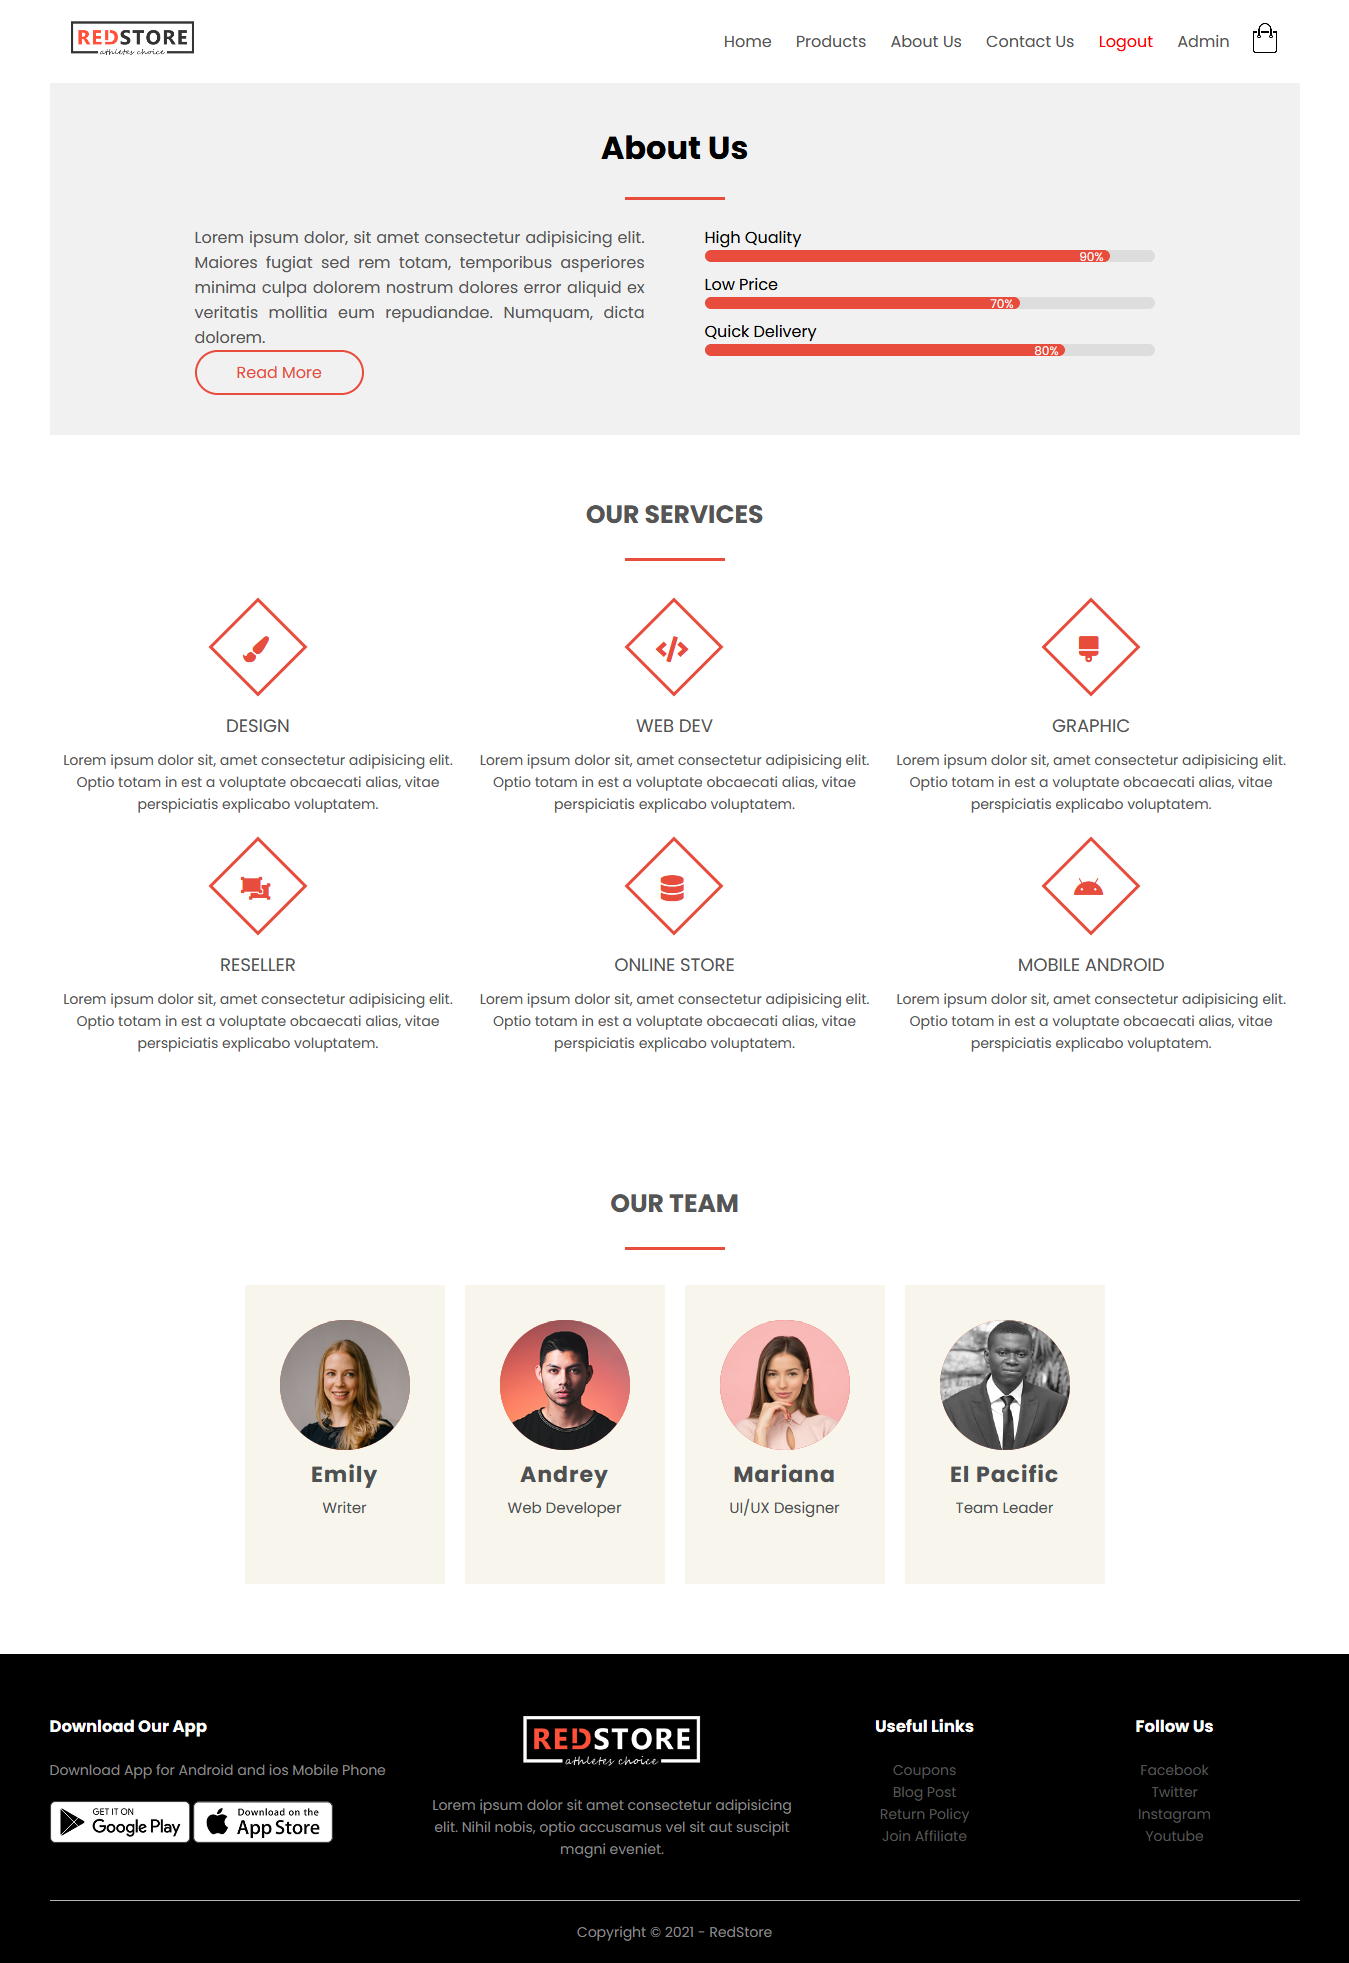 REDSTORE
athletes choice
Home Products About Us Contact Us Logout Admin
About Us
Lorem ipsum dolor, sit amet consectetur adipisicing elit.
Maiores fugiat sed rem totam, temporibus asperiores
minima culpa dolorem nostrum dolores error aliquid ex
veritatis mollitia eum repudiandae. Numquam, dicta
dolorem.
Read More
High Quality
90%
Low Price
70%
Quick Delivery
80%
OUR SERVICES
DESIGN
Lorem ipsum dolor sit, amet consectetur adipisicing elit.
Optio totam in est a voluptate obcaecati alias, vitae
perspiciatis explicabo voluptatem.
WEB DEV
Lorem ipsum dolor sit, amet consectetur adipisicing elit.
Optio totam in est a voluptate obcaecati alias, vitae
perspiciatis explicabo voluptatem.
GRAPHIC
Lorem ipsum dolor sit, amet consectetur adipisicing elit.
Optio totam in est a voluptate obcaecati alias, vitae
perspiciatis explicabo voluptatem.
RESELLER
Lorem ipsum dolor sit, amet consectetur adipisicing elit.
Optio totam in est a voluptate obcaecati alias, vitae
perspiciatis explicabo voluptatem.
ONLINE STORE
Lorem ipsum dolor sit, amet consectetur adipisicing elit.
Optio totam in est a voluptate obcaecati alias, vitae
perspiciatis explicabo voluptatem.
MOBILE ANDROID
Lorem ipsum dolor sit, amet consectetur adipisicing elit.
Optio totam in est a voluptate obcaecati alias, vitae
perspiciatis explicabo voluptatem.
OUR TEAM
Emily
Writer
Andrey
Web Developer
Mariana
UI/UX Designer
El Pacific
Team Leader
Download Our App
Download App for Android and ios Mobile Phone
GET IT ON
Google Play
Download on the
App Store
REDSTORE
athletes choice
Lorem ipsum dolor sit amet consectetur adipisicing
elit. Nihil nobis, optio accusamus vel sit aut suscipit
magni eveniet.
Useful Links
Coupons
Blog Post
Return Policy
Join Affiliate
Follow Us
Facebook
Twitter
Instagram
Youtube
Copyright © 2021 - RedStore